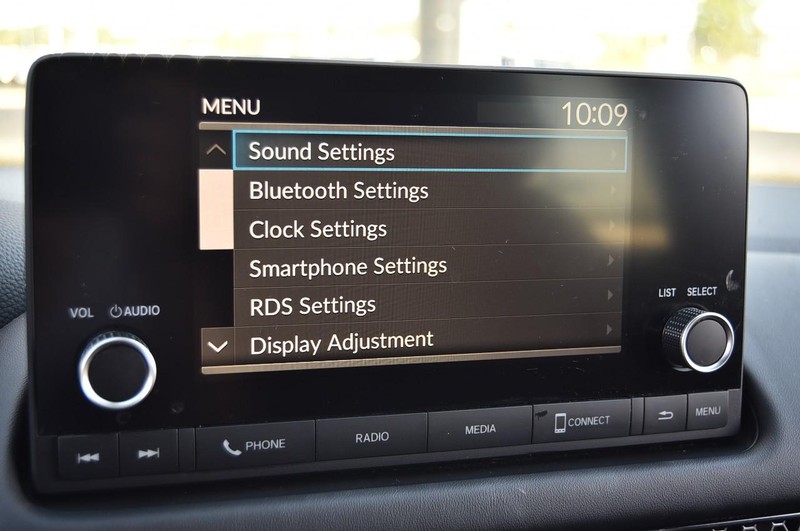 MENU 10:09
Sound Settings
Bluetooth Settings
Clock Settings
Smartphone Settings
RDS Settings
Display Adjustment
VOL AUDIO
LIST SELECT
PHONE RADIO MEDIA CONNECT MENU